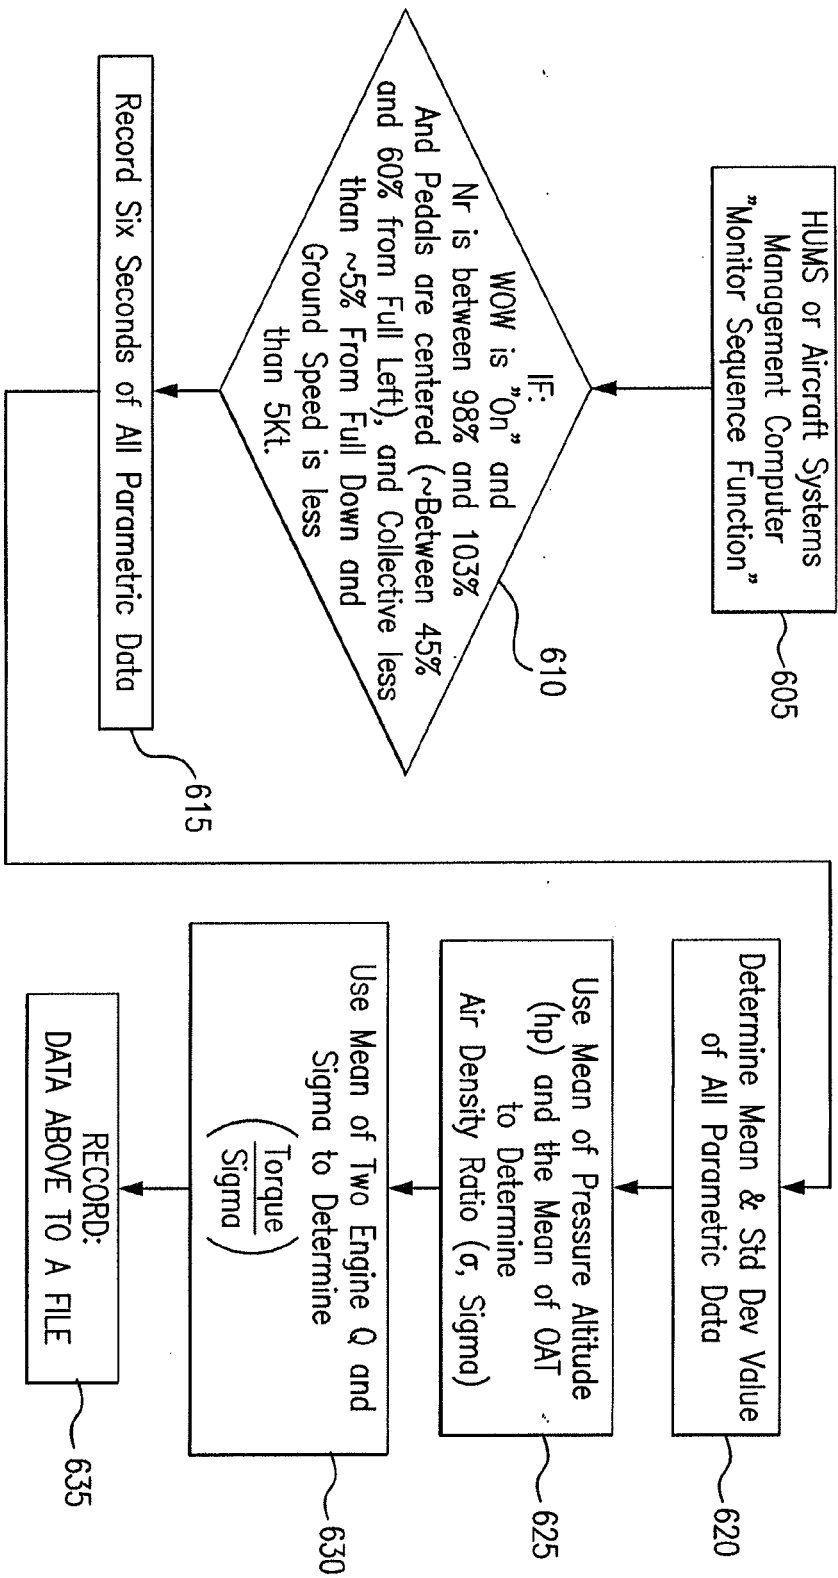 HUMS or Aircraft Systems
Management Computer
"Monitor Sequence Function"
605
IF:
WOW is "On" and
Nr is between 98% and 103%
And Pedals are centered (~Between 45%
and 60% from Full Left), and Collective less
than ~5% From Full Down and
Ground Speed is less
than 5Kt.
610
Record Six Seconds of All Parametric Data
615
Determine Mean & Std Dev Value
of All Parametric Data
620
Use Mean of Pressure Altitude
(hp) and the Mean of OAT
to Determine
Air Density Ratio (σ, Sigma)
625
Use Mean of Two Engine Q and
Sigma to Determine
(Torque
Sigma)
630
RECORD:
DATA ABOVE TO A FILE
635